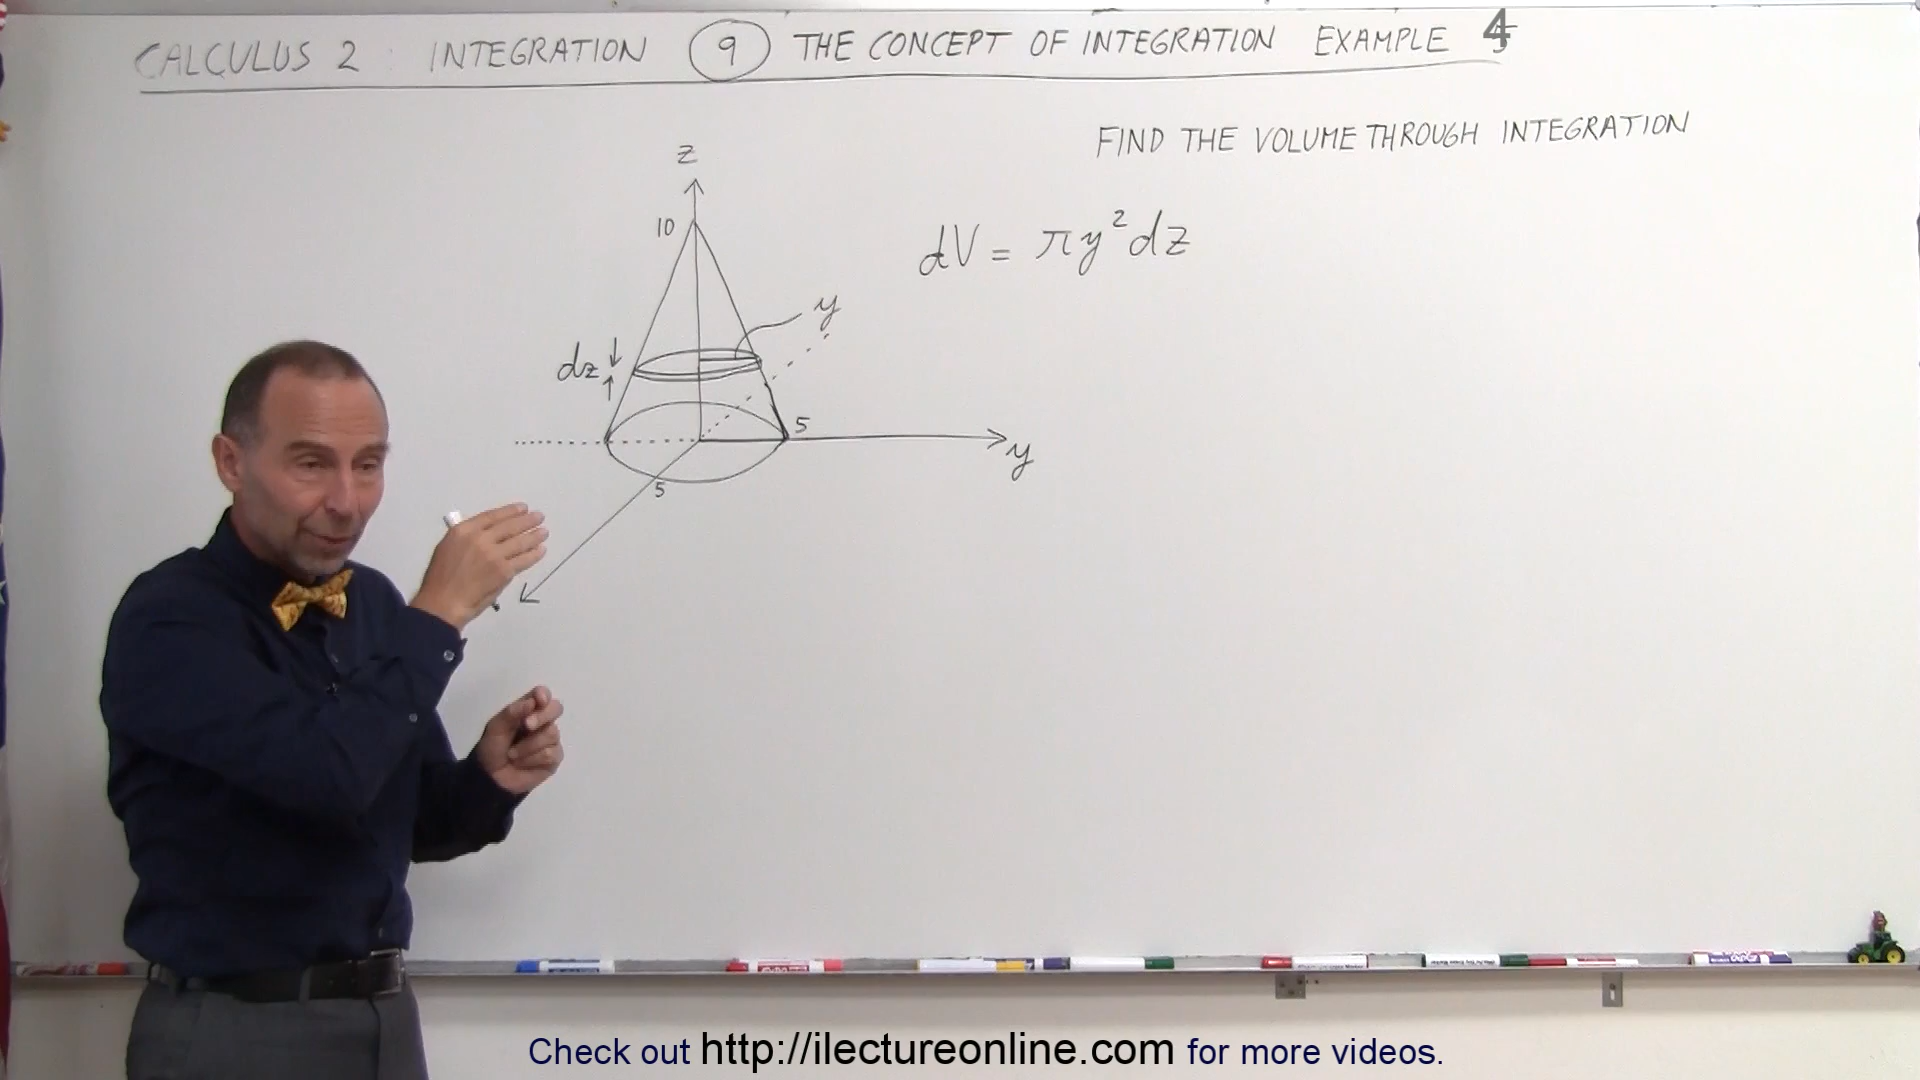 CALCULUS 2 : INTEGRATION 9 THE CONCEPT OF INTEGRATION EXAMPLE 4
FIND THE VOLUME THROUGH INTEGRATION
z
10
dV = πy²dz
y
dz
5
y
5
Check out http://ilectureonline.com for more videos.